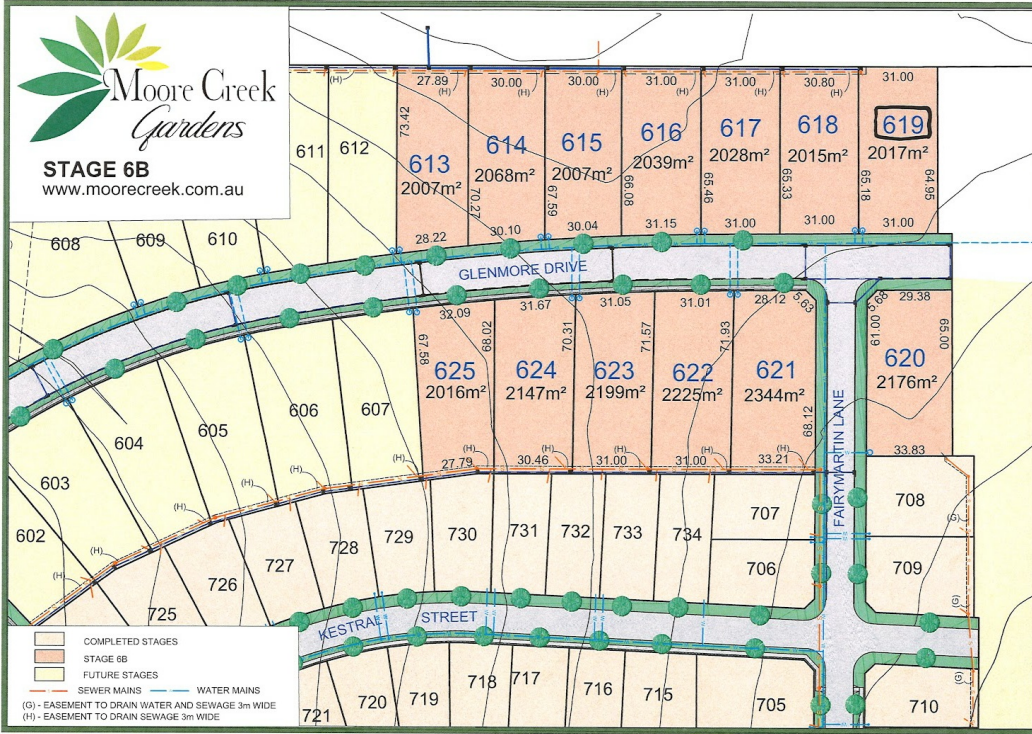 Moore Creek
Gardens
STAGE 6B
www.moorecreek.com.au
(H)
27.89
30.00
(H)
30.00
(H)
31.00
(H)
31.00
(H)
30.80
(H)
31.00
611
612
73.42
613
2007m²
614
2068m²
615
2007m²
616
2039m²
617
2028m²
618
2015m²
619
2017m²
70.27
67.59
66.08
65.46
65.33
65.18
64.95
608
609
610
28.22
30.10
30.04
31.15
31.00
31.00
31.00
GLENMORE DRIVE
32.09
31.67
31.05
31.01
28.12
5.63
5.68
29.38
67.58
68.02
70.31
71.57
71.93
61.00
65.00
625
2016m²
624
2147m²
623
2199m²
622
2225m²
621
2344m²
620
2176m²
68.12
FAIRYMARTIN LANE
604
605
606
607
(H)
27.79
(H)
30.46
(H)
31.00
(H)
31.00
(H)
33.21
33.83
603
602
(H)
(H)
(H)
(H)
(H)
725
726
727
728
729
730
731
732
733
734
707
706
708
709
(G)
(G)
(G)
KESTRAL STREET
721
720
719
718
717
716
715
705
710
COMPLETED STAGES
STAGE 6B
FUTURE STAGES
SEWER MAINS
WATER MAINS
(G) - EASEMENT TO DRAIN WATER AND SEWAGE 3m WIDE
(H) - EASEMENT TO DRAIN SEWAGE 3m WIDE